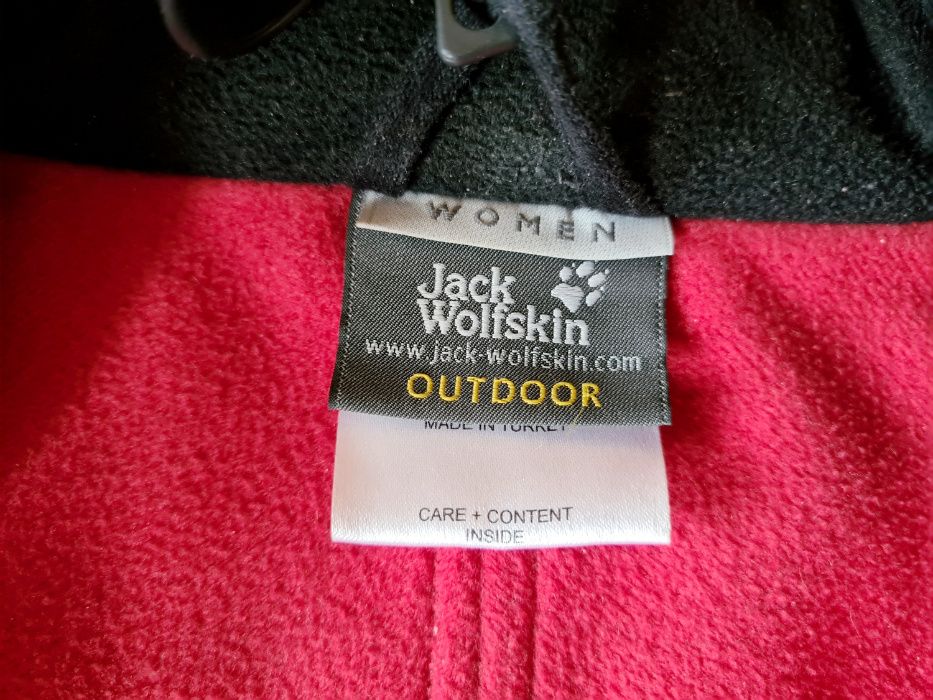 WOMEN
Jack
Wolfskin
www.jack-wolfskin.com
OUTDOOR
MADE IN TURKEY
CARE + CONTENT
INSIDE